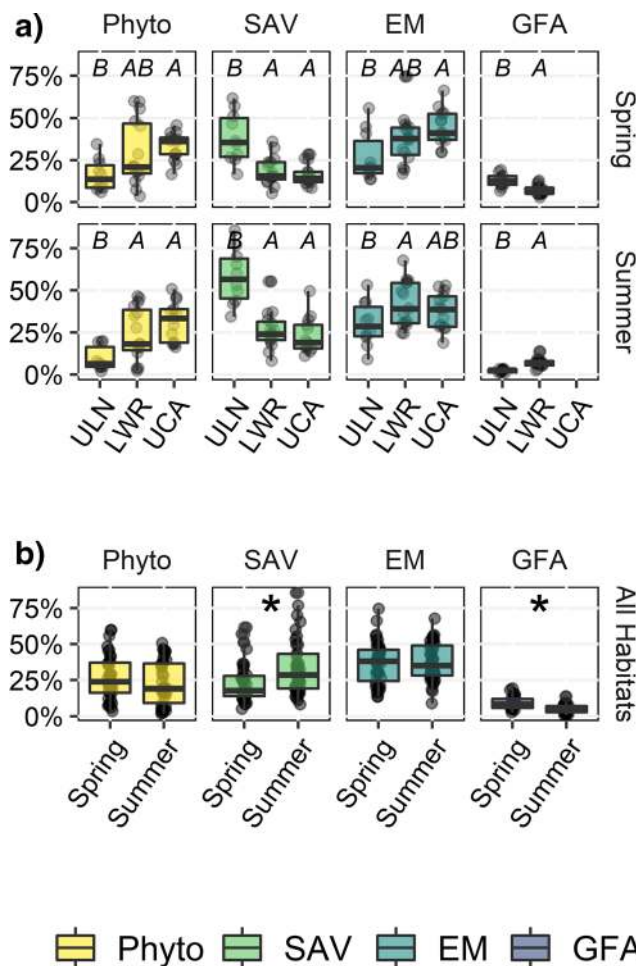 a)
Phyto SAV EM GFA
75% B AB A B A A B AB A B A
50%
25%
0%
Spring
75% B A A B A A B A AB B A
50%
25%
0%
Summer
ULN LWR UCA ULN LWR UCA ULN LWR UCA ULN LWR UCA
b)
Phyto SAV EM GFA
75% * *
50%
25%
0%
All Habitats
Spring Summer Spring Summer Spring Summer Spring Summer
Phyto SAV EM GFA